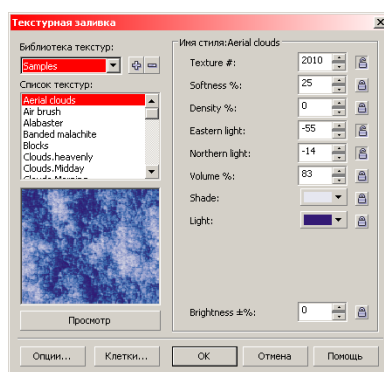 Текстурная заливка
Библиотека текстур:
Samples
Список текстур:
Aerial clouds
Air brush
Alabaster
Banded malachite
Blocks
Clouds.heavenly
Clouds.Midday
Clouds.Morning
Просмотр
Имя стиля:Aerial clouds
Texture #: 2010
Softness %: 25
Density %: 0
Eastern light: -55
Northern light: -14
Volume %: 83
Shade:
Light:
Brightness ±%: 0
Опции... Клетки... OK Отмена Помощь